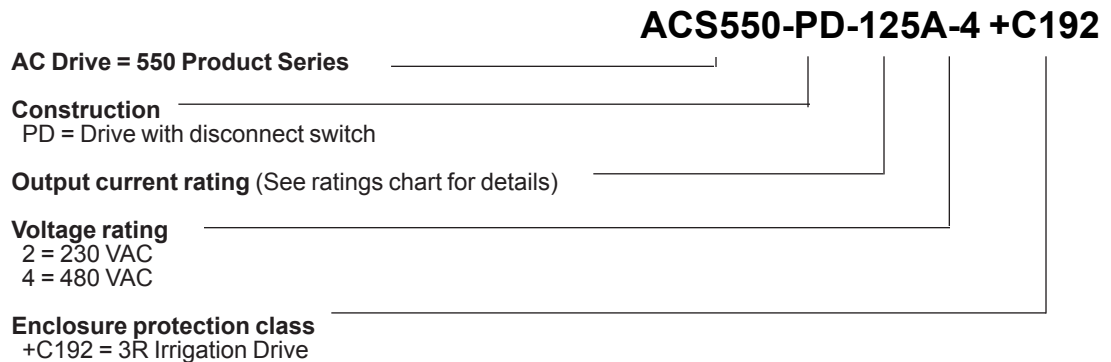 ACS550-PD-125A-4 +C192
AC Drive = 550 Product Series
Construction
PD = Drive with disconnect switch
Output current rating (See ratings chart for details)
Voltage rating
2 = 230 VAC
4 = 480 VAC
Enclosure protection class
+C192 = 3R Irrigation Drive